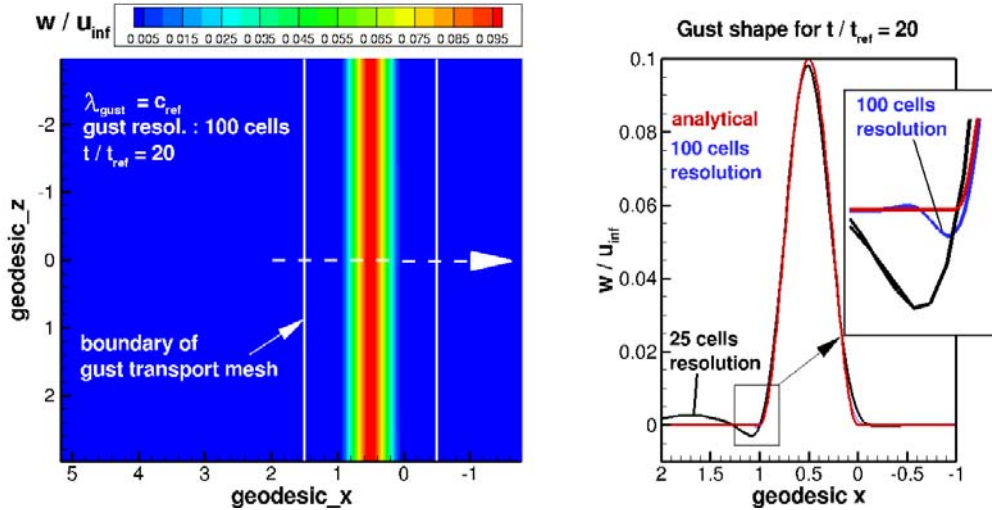 w / u_inf
0.005 0.015 0.025 0.035 0.045 0.055 0.065 0.075 0.085 0.095
λ_gust = c_ref
gust resol. : 100 cells
t / t_ref = 20
-2
-1
0
1
2
geodesic_z
boundary of
gust transport mesh
5 4 3 2 1 0 -1
geodesic_x
Gust shape for t / t_ref = 20
0.1
0.08
0.06
0.04
0.02
0
w / u_inf
analytical
100 cells
resolution
100 cells
resolution
25 cells
resolution
2 1.5 1 0.5 0 -0.5 -1
geodesic x